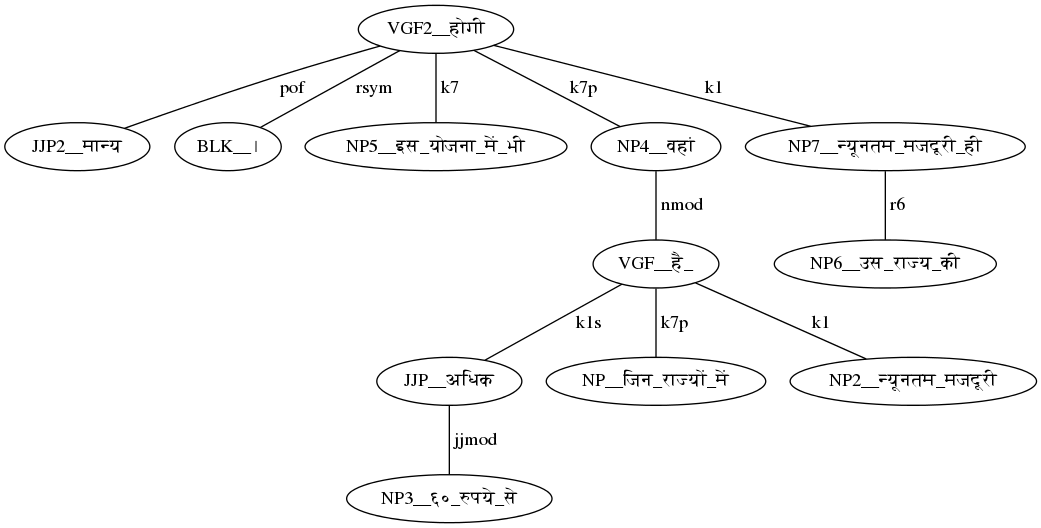 VGF2__होगी
pof rsym k7 k7p k1
JJP2__मान्य BLK__। NP5__इस_योजना_में_भी NP4__वहां NP7__न्यूनतम_मजदूरी_ही
nmod r6
VGF__है_ NP6__उस_राज्य_की
k1s k7p k1
JJP__अधिक NP__जिन_राज्यों_में NP2__न्यूनतम_मजदूरी
jjmod
NP3__६०_रुपये_से